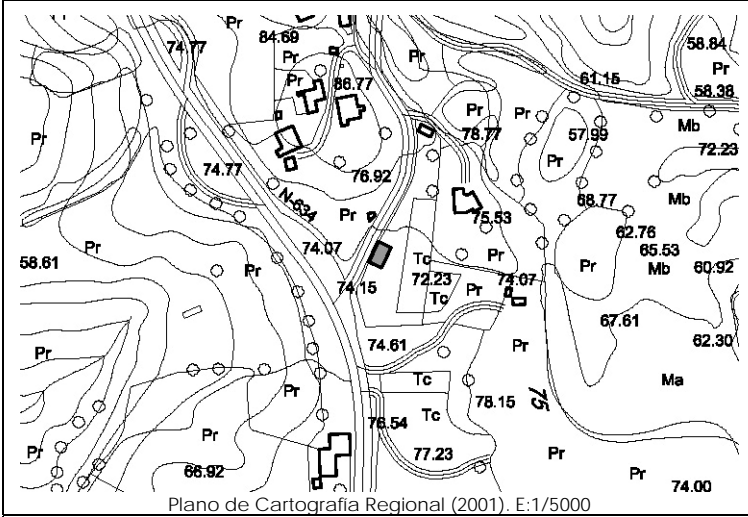 74.77
84.69
Pr
Pr
Pr
86.77
Pr
61.15
58.84
Pr
58.38
Pr
Pr
78.77
57.99
Mb
72.23
Pr
74.77
76.92
Pr
N-634
Pr
75.53
68.77
Mb
62.76
65.53
Pr
74.07
58.61
Pr
Tc
72.23
74.07
Pr
Mb
60.92
74.15
Tc
Pr
67.61
Pr
74.61
Pr
62.30
Pr
Tc
Ma
75
Pr
76.54
Tc
78.15
Pr
77.23
Pr
66.92
Pr
74.00
Plano de Cartografía Regional (2001). E:1/5000